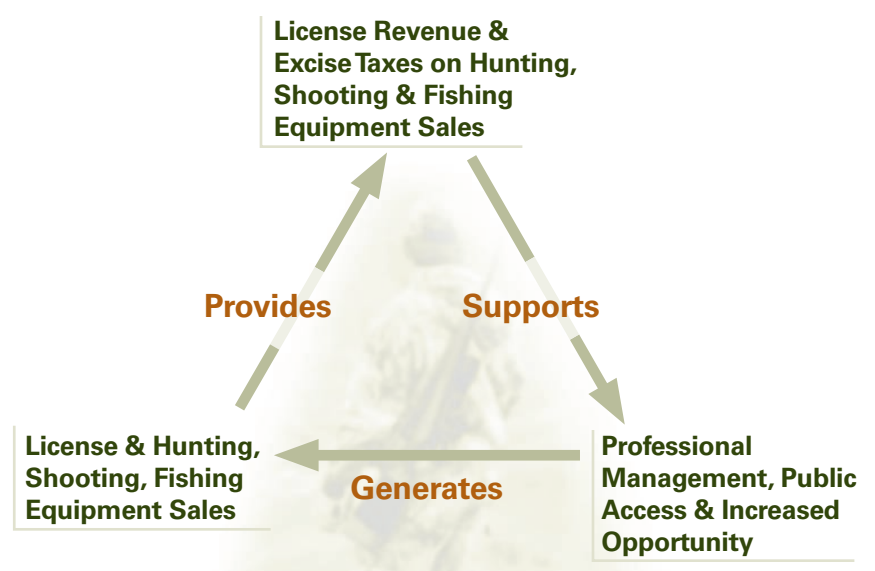 License Revenue &
Excise Taxes on Hunting,
Shooting & Fishing
Equipment Sales
Provides
Supports
License & Hunting,
Shooting, Fishing
Equipment Sales
Generates
Professional
Management, Public
Access & Increased
Opportunity